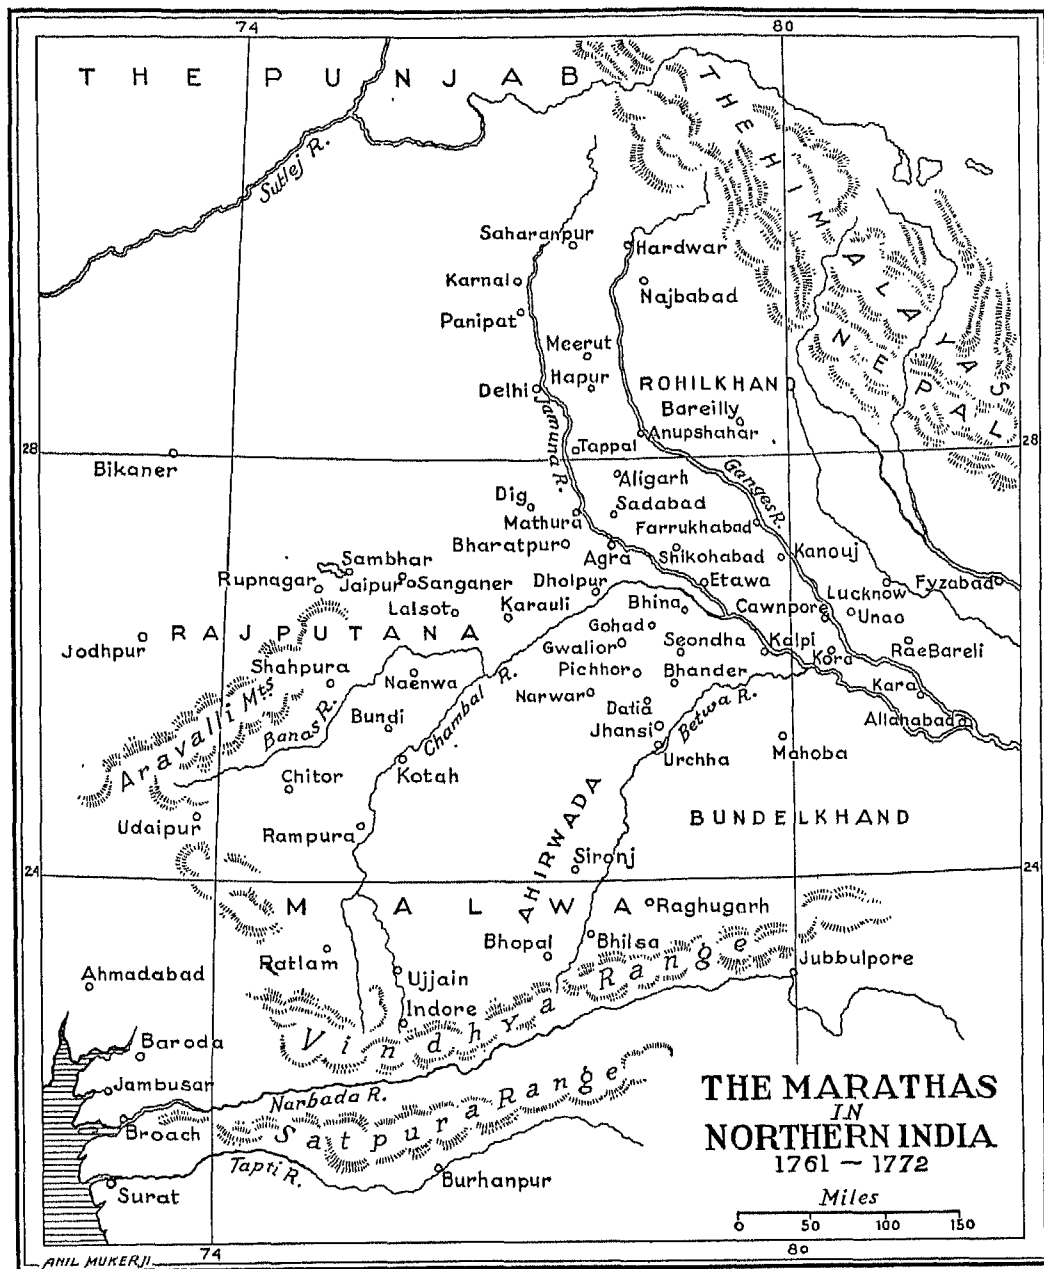 74
80
THE PUNJAB
THE HIMALAYAS
Sutlej R.
Saharanpur
Hardwar
Karnal
Najbabad
Panipat
NEPAL
Meerut
Hapur
ROHILKHAND
Delhi
Bareilly
Jamuna R.
Anupshahar
28
28
Tappal
Bikaner
Ganges R.
Aligarh
Dig
Sadabad
Mathura
Farrukhabad
Bharatpur
Agra
Shikohabad
Kanouj
Sambhar
Rupnagar
Jaipur
Sanganer
Dholpur
Etawa
Lucknow
Fyzabad
Lalsot
Karauli
Bhina
Cawnpore
Unao
RAJPUTANA
Gohad
Jodhpur
Gwalior
Seondha
Kalpi
Kora
RaeBareli
Shahpura
Naenwa
Pichhor
Bhander
Chambal R.
Narwar
Kara
Aravalli Mts
Banas R.
Bundi
Datia
Betwa R.
Allahabad
Jhansi
Urchha
Mahoba
Chitor
Kotah
Udaipur
Rampura
AHIRWADA
BUNDELKHAND
Sironj
24
24
MALWA
Raghugarh
Bhopal
Bhilsa
Ratlam
Ujjain
Jubbulpore
Ahmadabad
Indore
Vindhya Range
Baroda
Jambusar
Narbada R.
Satpura Range
Broach
Tapti R.
Burhanpur
Surat
THE MARATHAS
IN
NORTHERN INDIA
1761 — 1772
Miles
0 50 100 150
74
80
ANIL MUKERJI